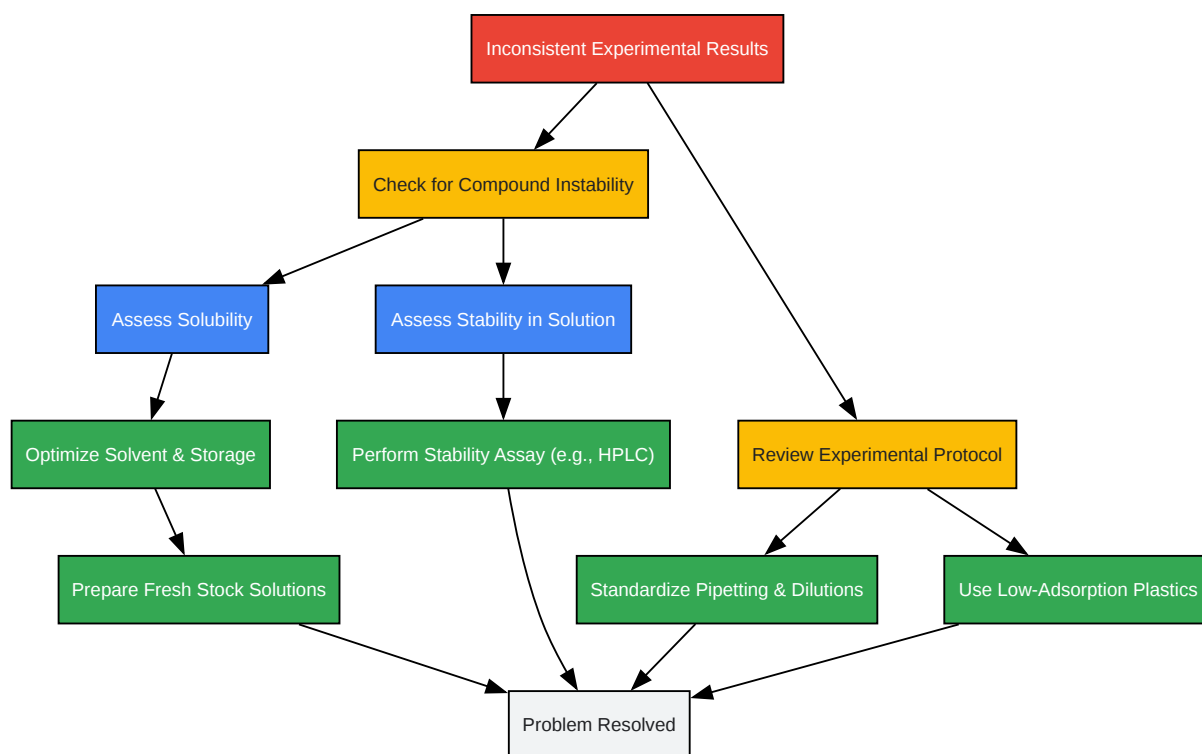 Inconsistent Experimental Results
Check for Compound Instability
Assess Solubility
Assess Stability in Solution
Optimize Solvent & Storage
Perform Stability Assay (e.g., HPLC)
Review Experimental Protocol
Prepare Fresh Stock Solutions
Standardize Pipetting & Dilutions
Use Low-Adsorption Plastics
Problem Resolved